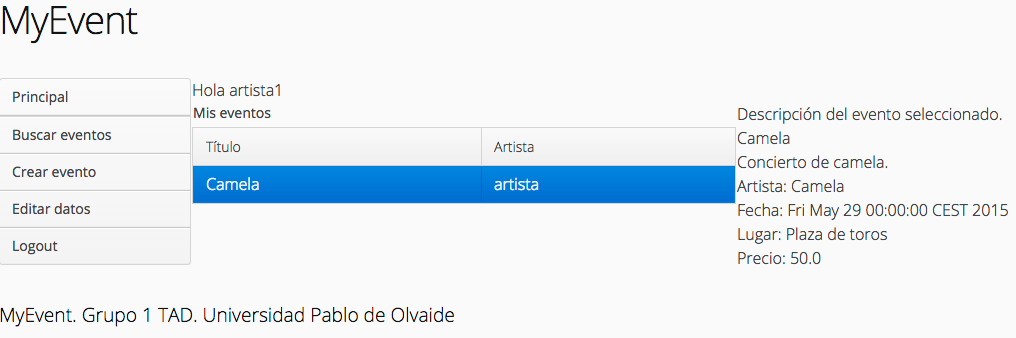 MyEvent
Principal
Buscar eventos
Crear evento
Editar datos
Logout
Hola artista1
Mis eventos
Título Artista
Camela artista
Descripción del evento seleccionado.
Camela
Concierto de camela.
Artista: Camela
Fecha: Fri May 29 00:00:00 CEST 2015
Lugar: Plaza de toros
Precio: 50.0
MyEvent. Grupo 1 TAD. Universidad Pablo de Olvaide